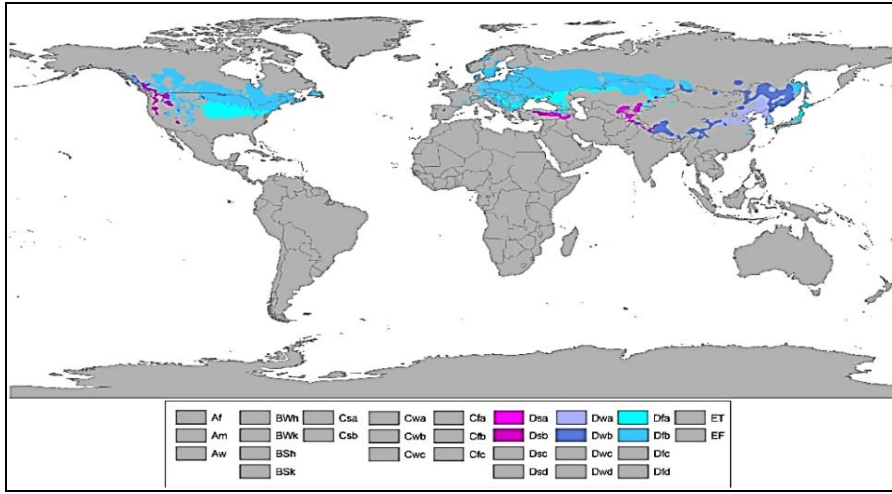 Af BWh Csa Cwa Cfa Dsa Dwa Dfa ET
Am BWk Csb Cwb Cfb Dsb Dwb Dfb EF
Aw BSh Cwc Cfc Dsc Dwc Dfc
BSk Dsd Dwd Dfd